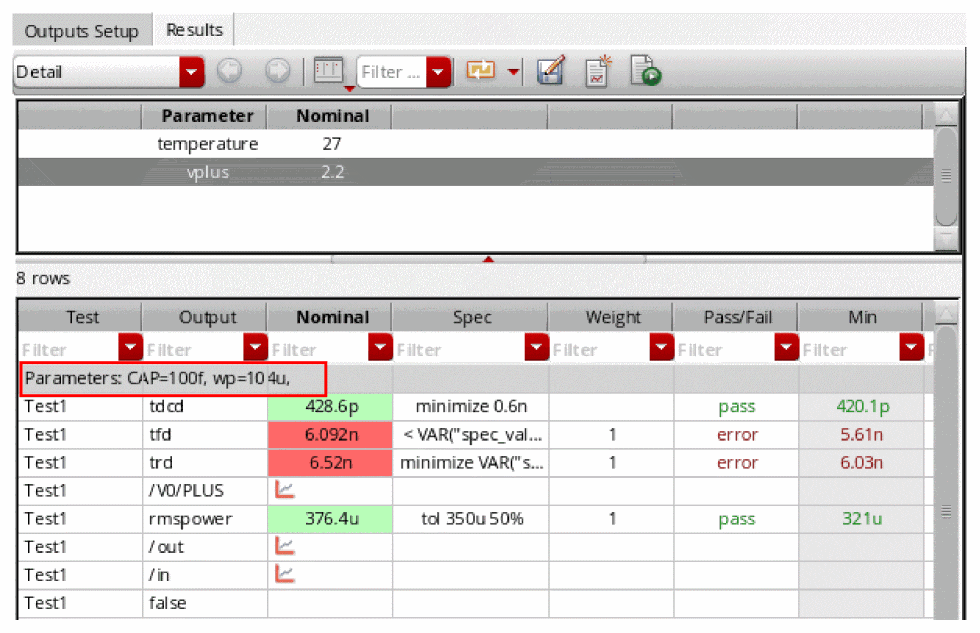 Outputs Setup Results
Detail Filter ...
Parameter Nominal
temperature 27
vplus 2.2
8 rows
Test Output Nominal Spec Weight Pass/Fail Min
Filter Filter Filter Filter Filter Filter Filter
Parameters: CAP=100f, wp=10.4u,
Test1 tdcd 428.6p minimize 0.6n pass 420.1p
Test1 tfd 6.092n < VAR("spec_val... 1 error 5.61n
Test1 trd 6.52n minimize VAR("s... 1 error 6.03n
Test1 /V0/PLUS
Test1 rmspower 376.4u tol 350u 50% 1 pass 321u
Test1 /out
Test1 /in
Test1 false